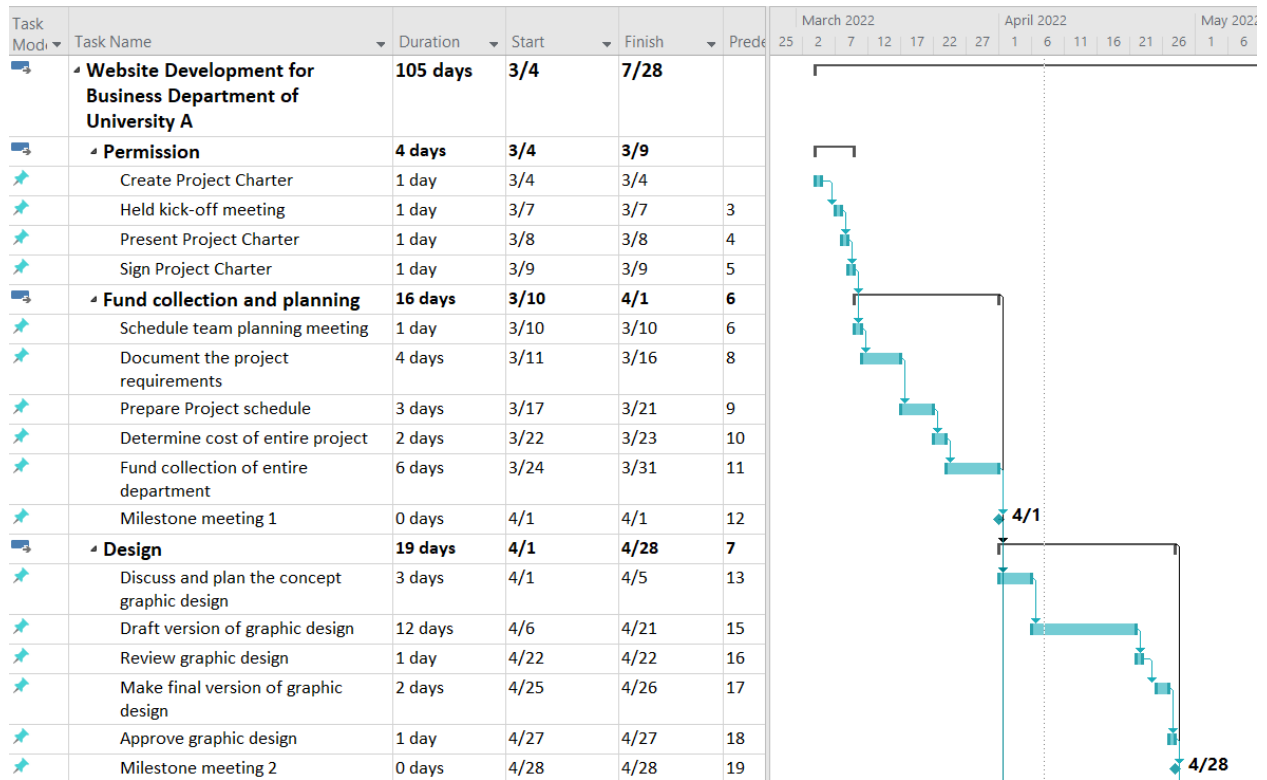 Task
Mode Task Name Duration Start Finish Prede
March 2022 April 2022 May 2022
25 2 7 12 17 22 27 1 6 11 16 21 26 1 6
Website Development for 105 days 3/4 7/28
Business Department of
University A
Permission 4 days 3/4 3/9
Create Project Charter 1 day 3/4 3/4
Held kick-off meeting 1 day 3/7 3/7 3
Present Project Charter 1 day 3/8 3/8 4
Sign Project Charter 1 day 3/9 3/9 5
Fund collection and planning 16 days 3/10 4/1 6
Schedule team planning meeting 1 day 3/10 3/10 6
Document the project 4 days 3/11 3/16 8
requirements
Prepare Project schedule 3 days 3/17 3/21 9
Determine cost of entire project 2 days 3/22 3/23 10
Fund collection of entire 6 days 3/24 3/31 11
department
Milestone meeting 1 0 days 4/1 4/1 12 4/1
Design 19 days 4/1 4/28 7
Discuss and plan the concept 3 days 4/1 4/5 13
graphic design
Draft version of graphic design 12 days 4/6 4/21 15
Review graphic design 1 day 4/22 4/22 16
Make final version of graphic 2 days 4/25 4/26 17
design
Approve graphic design 1 day 4/27 4/27 18
Milestone meeting 2 0 days 4/28 4/28 19 4/28